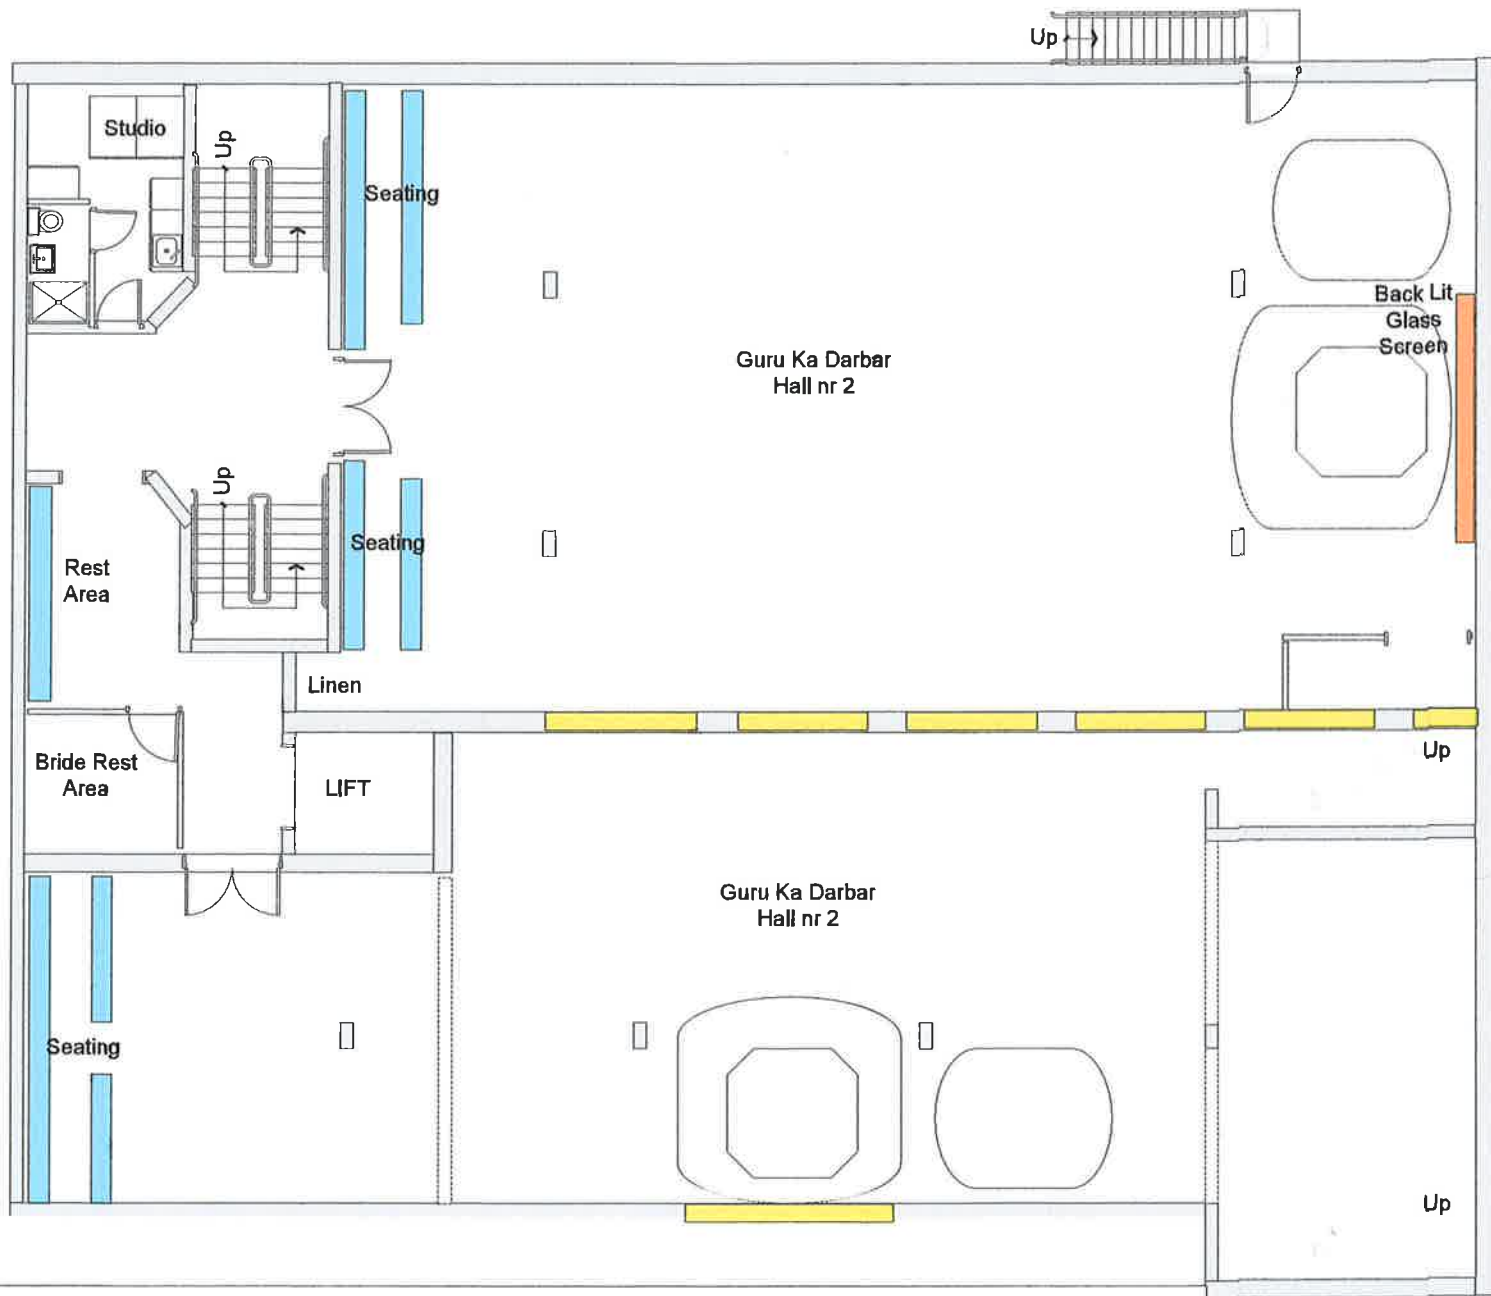 Up
Studio
Up
Seating
Back Lit
Glass
Screen
Guru Ka Darbar
Hall nr 2
Up
Seating
Rest
Area
Linen
Bride Rest
Area
LIFT
Up
Guru Ka Darbar
Hall nr 2
Seating
Up